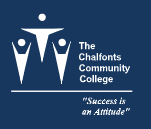 The
Chalfonts
Community
College
"Success is
an Attitude"